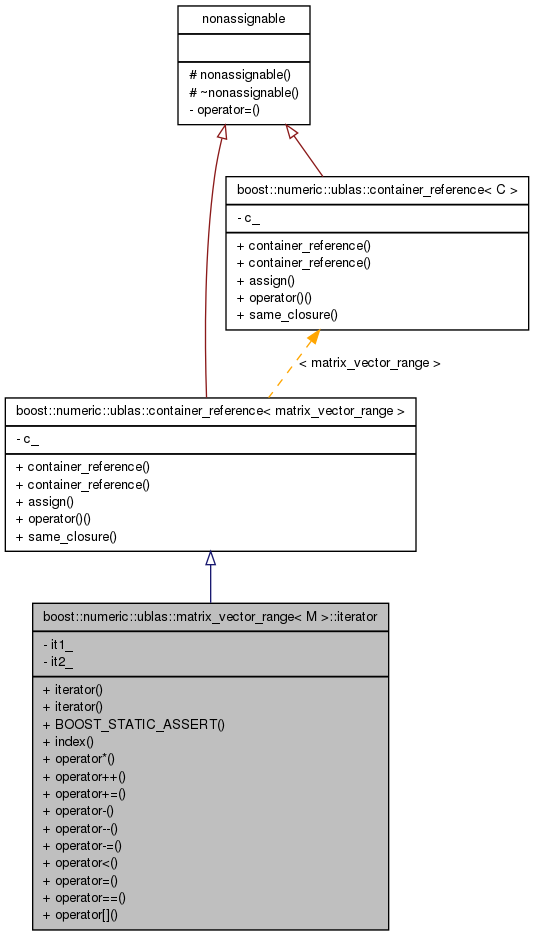 nonassignable
# nonassignable()
# ~nonassignable()
- operator=()
boost::numeric::ublas::container_reference< C >
- c_
+ container_reference()
+ container_reference()
+ assign()
+ operator()()
+ same_closure()
< matrix_vector_range >
boost::numeric::ublas::container_reference< matrix_vector_range >
- c_
+ container_reference()
+ container_reference()
+ assign()
+ operator()()
+ same_closure()
boost::numeric::ublas::matrix_vector_range< M >::iterator
- it1_
- it2_
+ iterator()
+ iterator()
+ BOOST_STATIC_ASSERT()
+ index()
+ operator*()
+ operator++()
+ operator+=()
+ operator-()
+ operator--()
+ operator-=()
+ operator<()
+ operator=()
+ operator==()
+ operator[]()